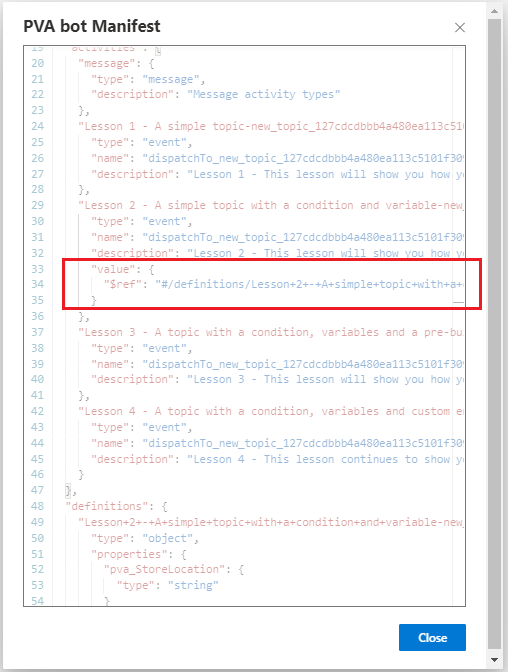 PVA bot Manifest
19 "activities": {
20 "message": {
21 "type": "message",
22 "description": "Message activity types"
23 },
24 "Lesson 1 - A simple topic-new_topic_127cdcdbbb4a480ea113c510
25 "type": "event",
26 "name": "dispatchTo_new_topic_127cdcdbbb4a480ea113c5101f309
27 "description": "Lesson 1 - This lesson will show you how yo
28 },
29 "Lesson 2 - A simple topic with a condition and variable-new_
30 "type": "event",
31 "name": "dispatchTo_new_topic_127cdcdbbb4a480ea113c5101f309
32 "description": "Lesson 2 - This lesson will show you how yo
33 "value": {
34 "$ref": "#/definitions/Lesson+2+-+A+simple+topic+with+a+
35 }
36 },
37 "Lesson 3 - A topic with a condition, variables and a pre-bu
38 "type": "event",
39 "name": "dispatchTo_new_topic_127cdcdbbb4a480ea113c5101f309
40 "description": "Lesson 3 - This lesson will show you how yo
41 },
42 "Lesson 4 - A topic with a condition, variables and custom en
43 "type": "event",
44 "name": "dispatchTo_new_topic_127cdcdbbb4a480ea113c5101f309
45 "description": "Lesson 4 - This lesson continues to show yo
46 }
47 },
48 "definitions": {
49 "Lesson+2+-+A+simple+topic+with+a+condition+and+variable-new_
50 "type": "object",
51 "properties": {
52 "pva_StoreLocation": {
53 "type": "string"
54 }
Close